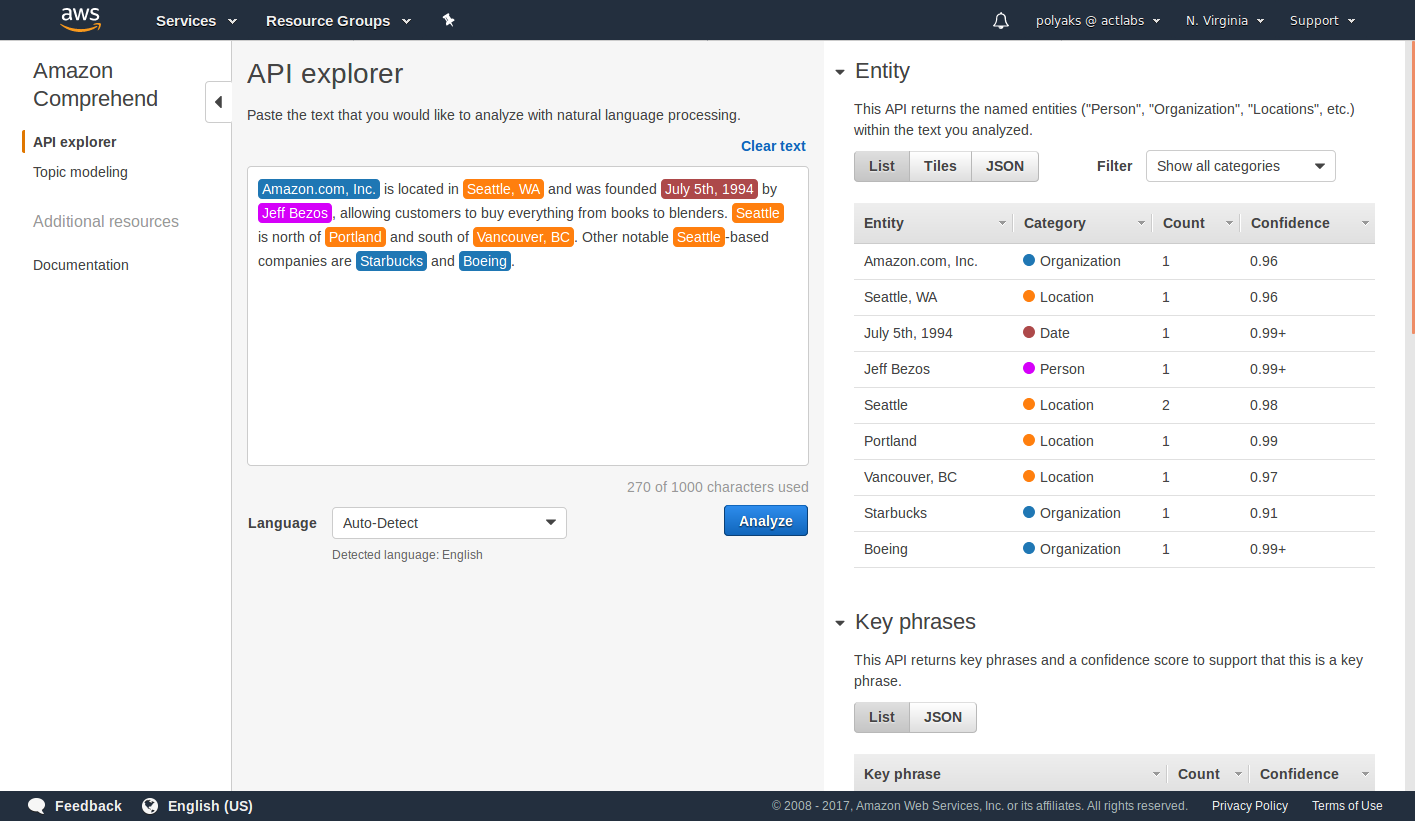 aws Services Resource Groups polyaks @ actlabs N. Virginia Support
Amazon
Comprehend
API explorer
Topic modeling
Additional resources
Documentation
API explorer
Paste the text that you would like to analyze with natural language processing.
Clear text
Amazon.com, Inc. is located in Seattle, WA and was founded July 5th, 1994 by
Jeff Bezos, allowing customers to buy everything from books to blenders. Seattle
is north of Portland and south of Vancouver, BC. Other notable Seattle-based
companies are Starbucks and Boeing.
270 of 1000 characters used
Language Auto-Detect Analyze
Detected language: English
Entity
This API returns the named entities ("Person", "Organization", "Locations", etc.)
within the text you analyzed.
List Tiles JSON Filter Show all categories
Entity Category Count Confidence
Amazon.com, Inc. Organization 1 0.96
Seattle, WA Location 1 0.96
July 5th, 1994 Date 1 0.99+
Jeff Bezos Person 1 0.99+
Seattle Location 2 0.98
Portland Location 1 0.99
Vancouver, BC Location 1 0.97
Starbucks Organization 1 0.91
Boeing Organization 1 0.99+
Key phrases
This API returns key phrases and a confidence score to support that this is a key
phrase.
List JSON
Key phrase Count Confidence
Feedback English (US) © 2008 - 2017, Amazon Web Services, Inc. or its affiliates. All rights reserved. Privacy Policy Terms of Use